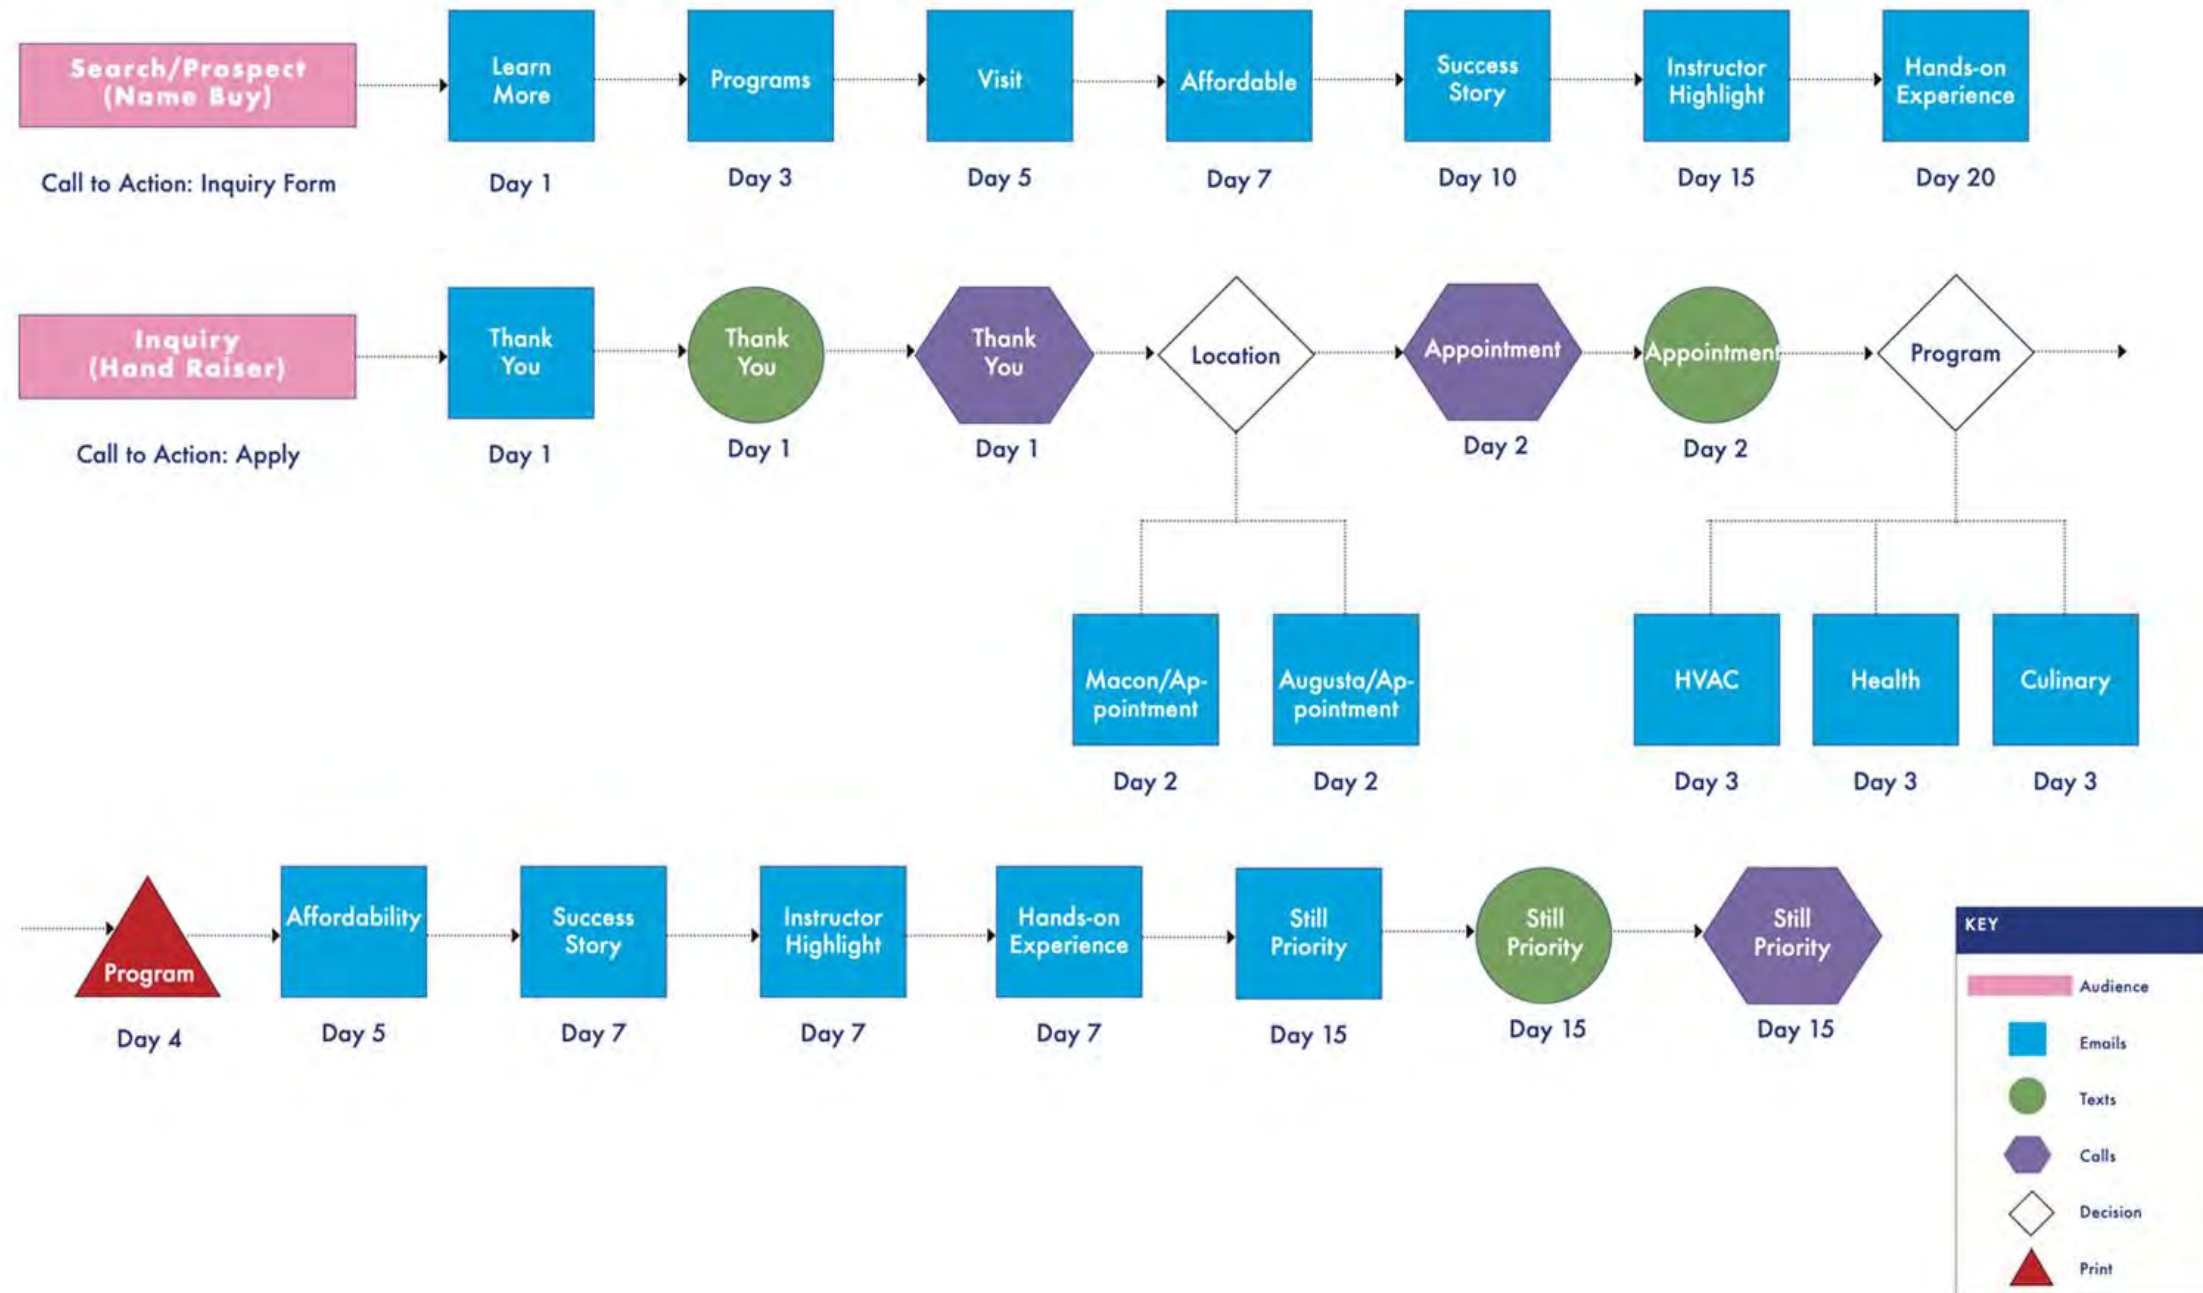 Search/Prospect
(Name Buy)
Learn
More
Programs
Visit
Affordable
Success
Story
Instructor
Highlight
Hands-on
Experience
Call to Action: Inquiry Form
Day 1
Day 3
Day 5
Day 7
Day 10
Day 15
Day 20
Inquiry
(Hand Raiser)
Thank
You
Thank
You
Thank
You
Location
Appointment
Appointment
Program
Call to Action: Apply
Day 1
Day 1
Day 1
Day 2
Day 2
Macon/Ap-
pointment
Augusta/Ap-
pointment
HVAC
Health
Culinary
Day 2
Day 2
Day 3
Day 3
Day 3
Program
Affordability
Success
Story
Instructor
Highlight
Hands-on
Experience
Still
Priority
Still
Priority
Still
Priority
Day 4
Day 5
Day 7
Day 7
Day 7
Day 15
Day 15
Day 15
KEY
Audience
Emails
Texts
Calls
Decision
Print